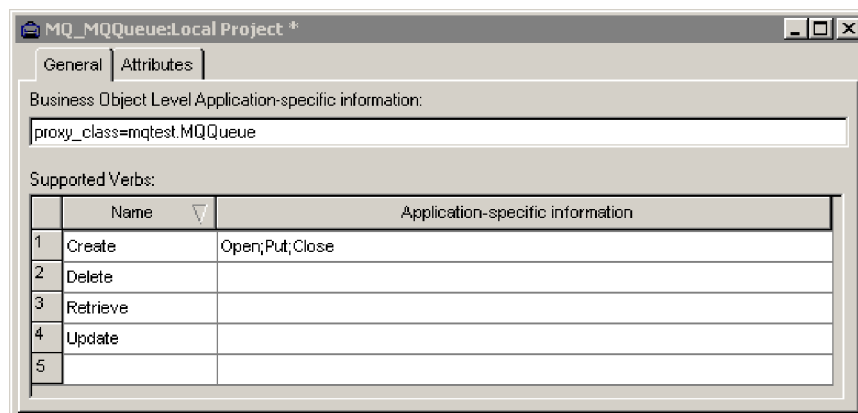 MQ_MQQueue:Local Project *
General Attributes
Business Object Level Application-specific information:
proxy_class=mqtest.MQQueue
Supported Verbs:
Name Application-specific information
1 Create Open;Put;Close
2 Delete
3 Retrieve
4 Update
5